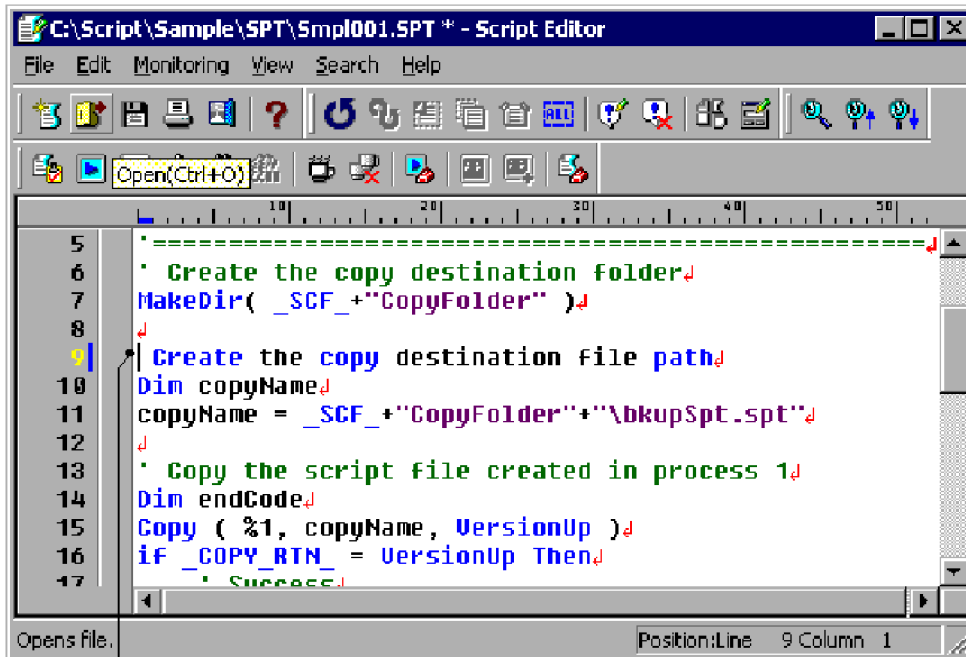 C:\Script\Sample\SPT\Smpl001.SPT * - Script Editor
File Edit Monitoring View Search Help
ALL
Open(Ctrl+O)
10 20 30 40 50
5 '===================================================
6 ' Create the copy destination folder
7 MakeDir( _SCF_+"CopyFolder" )
8
9 Create the copy destination file path
10 Dim copyName
11 copyName = _SCF_+"CopyFolder"+"\bkupSpt.spt"
12
13 ' Copy the script file created in process 1
14 Dim endCode
15 Copy ( %1, copyName, VersionUp )
16 if _COPY_RTN_ = VersionUp Then
17 ' Success
Opens file. Position:Line 9 Column 1